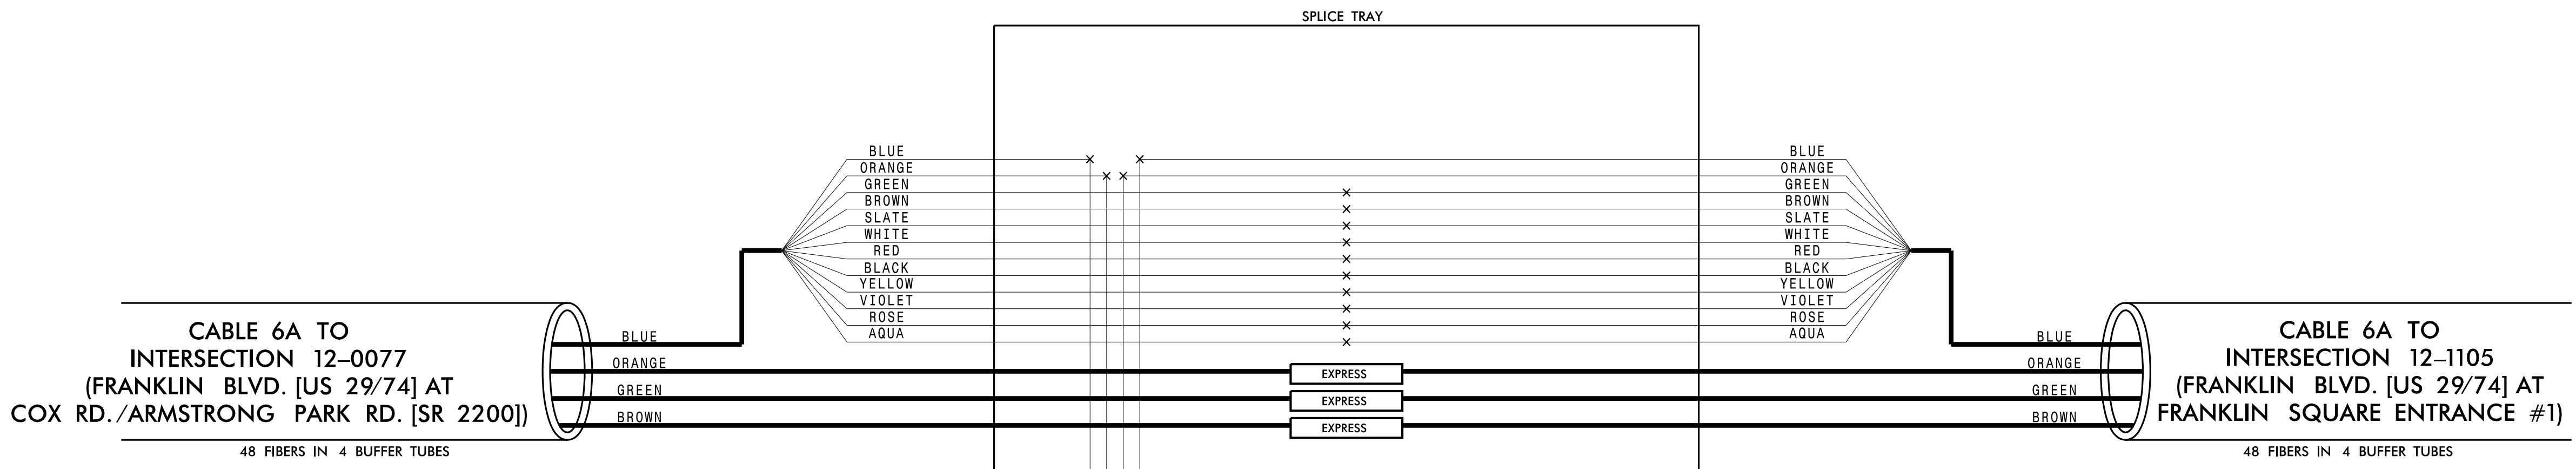 SPLICE TRAY
BLUE
ORANGE
GREEN
BROWN
SLATE
WHITE
RED
BLACK
YELLOW
VIOLET
ROSE
AQUA
BLUE
ORANGE
GREEN
BROWN
SLATE
WHITE
RED
BLACK
YELLOW
VIOLET
ROSE
AQUA
CABLE 6A TO
INTERSECTION 12-0077
(FRANKLIN BLVD. [US 29/74] AT
COX RD./ARMSTRONG PARK RD. [SR 2200])
48 FIBERS IN 4 BUFFER TUBES
BLUE
ORANGE
GREEN
BROWN
EXPRESS
EXPRESS
EXPRESS
BLUE
ORANGE
GREEN
BROWN
CABLE 6A TO
INTERSECTION 12-1105
(FRANKLIN BLVD. [US 29/74] AT
FRANKLIN SQUARE ENTRANCE #1)
48 FIBERS IN 4 BUFFER TUBES